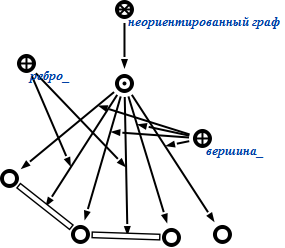 неориентированный граф
ребро_
вершина_